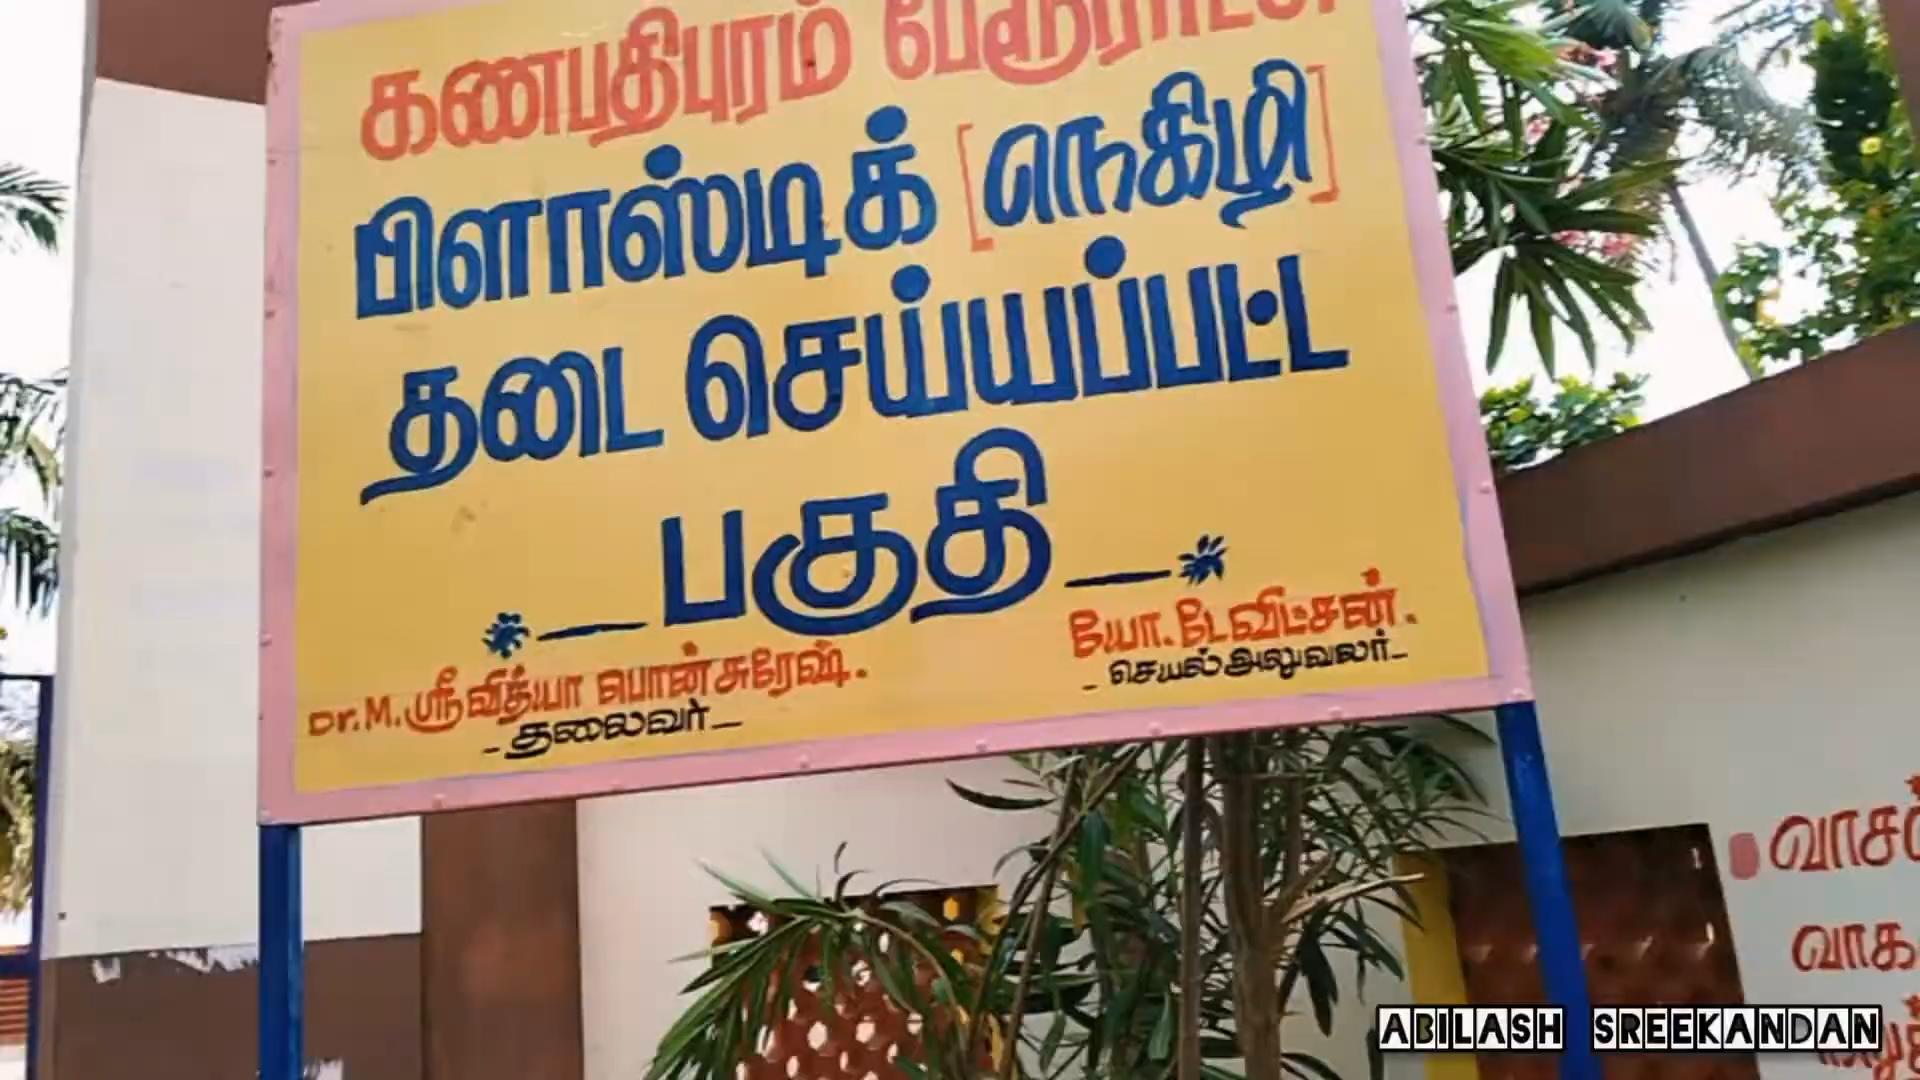 கணபதிபுரம் பேரூராட்சி
பிளாஸ்டிக் [நெகிழி]
தடை செய்யப்பட்ட
பகுதி
Dr.M.ஸ்ரீவித்யா பொன்சுரேஷ்.
-தலைவர்-
யோ.டேவிட்சன்.
-செயல்அலுவலர்-
ABILASH SREEKANDAN